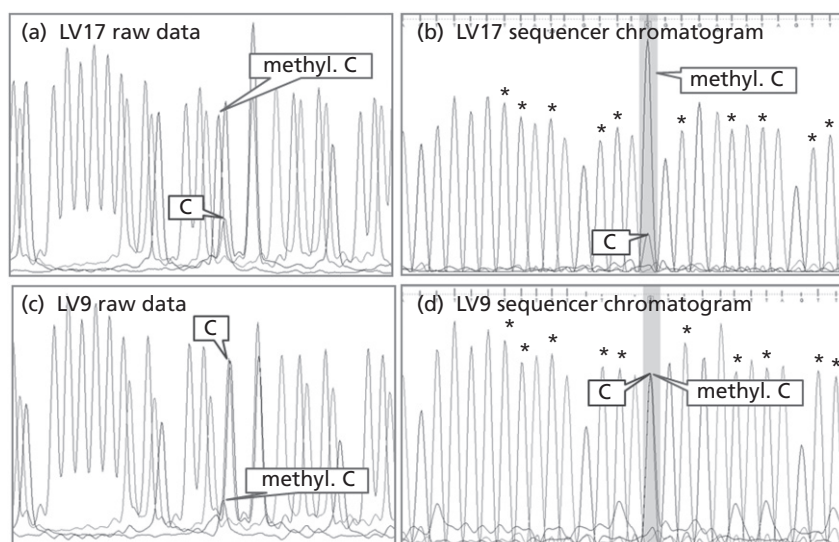 (a) LV17 raw data
methyl. C
C
(b) LV17 sequencer chromatogram
* * * * * * * * * *
methyl. C
C
(c) LV9 raw data
C
methyl. C
(d) LV9 sequencer chromatogram
* * * * * * * * * *
C
methyl. C